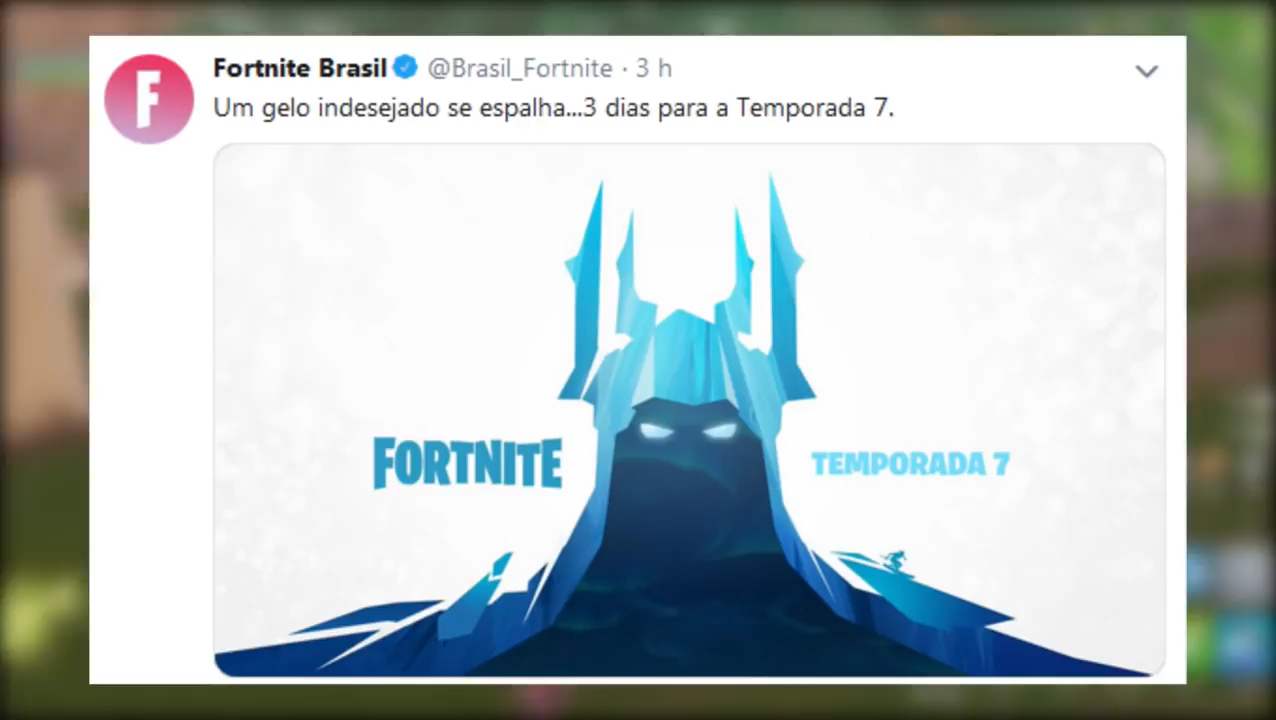 F
Fortnite Brasil @Brasil_Fortnite · 3 h
Um gelo indesejado se espalha...3 dias para a Temporada 7.
FORTNITE
TEMPORADA 7